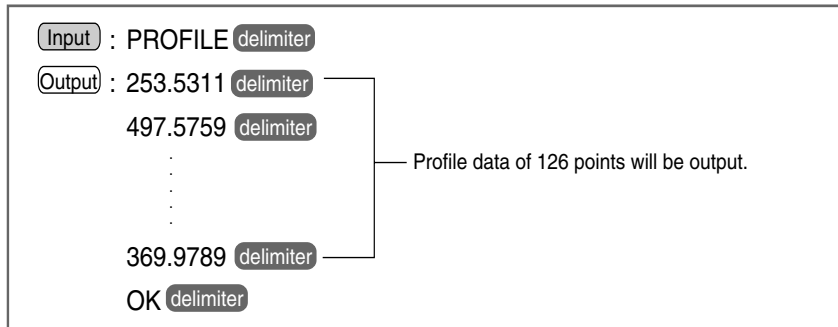 Input : PROFILE delimiter
Output : 253.5311 delimiter
497.5759 delimiter
Profile data of 126 points will be output.
369.9789 delimiter
OK delimiter